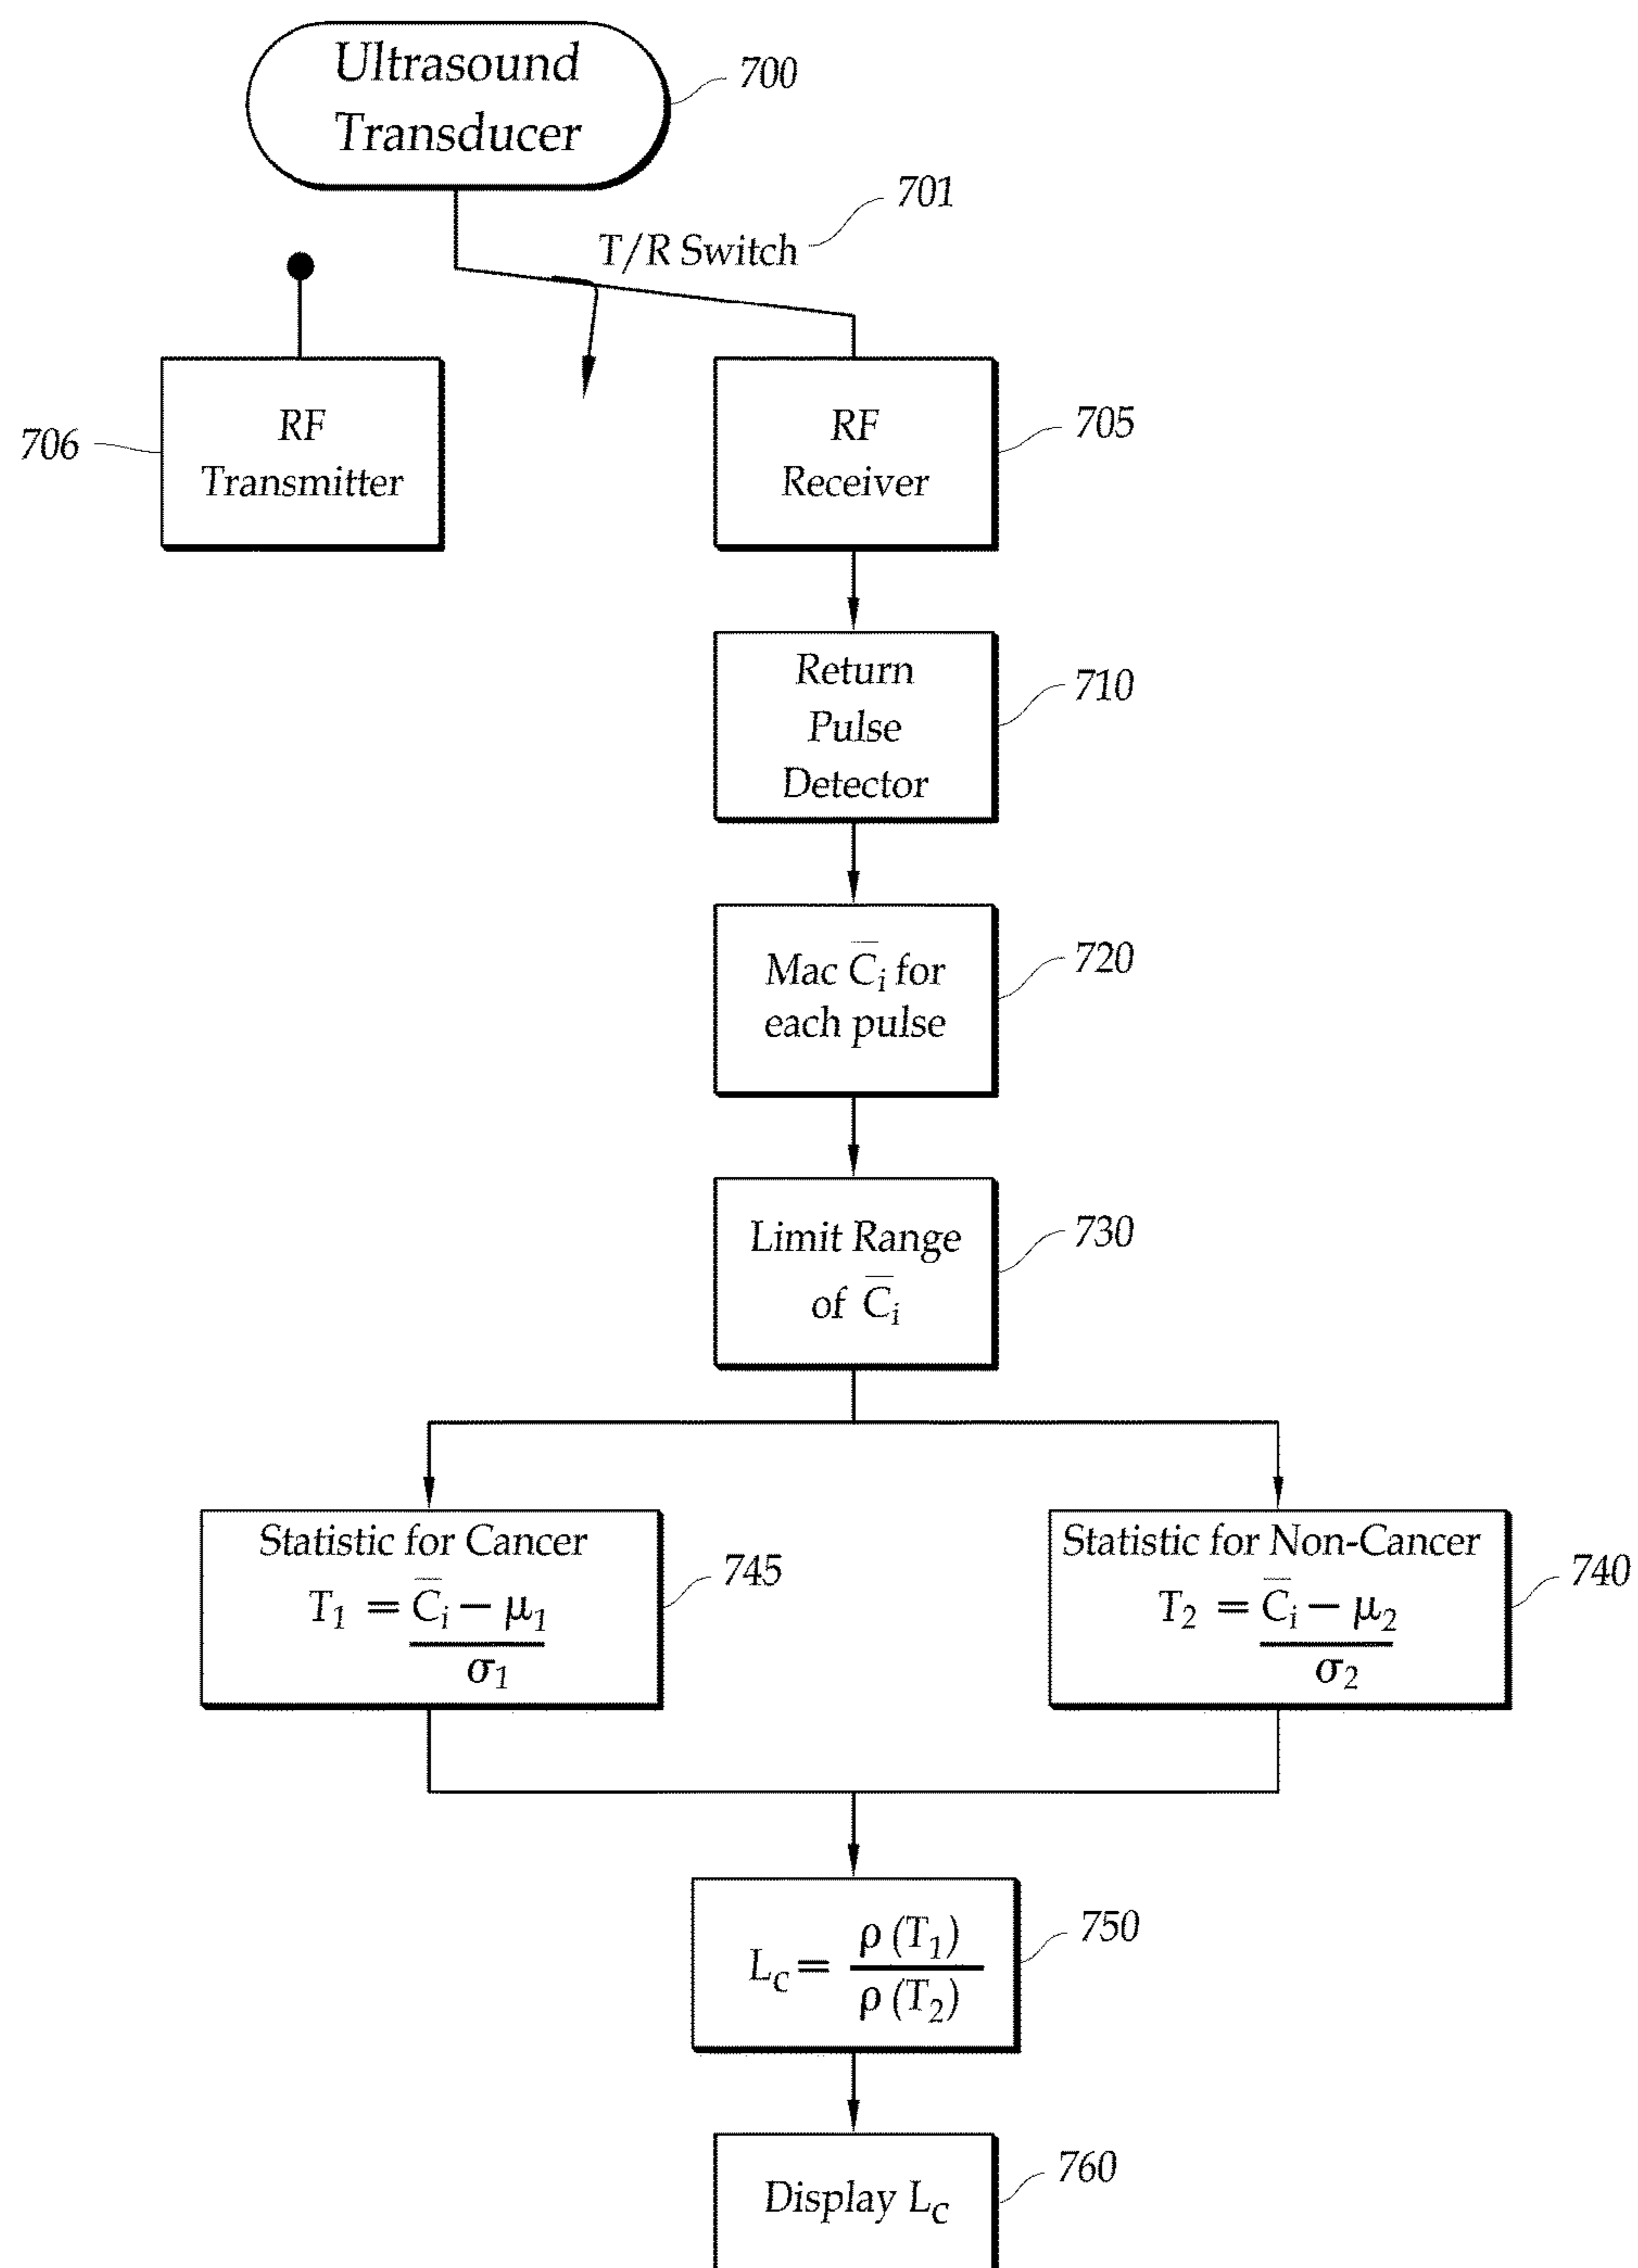 Ultrasound
Transducer
700
701
T/R Switch
706
RF
Transmitter
RF
Receiver
705
Return
Pulse
Detector
710
Mac C̅i for
each pulse
720
Limit Range
of C̅i
730
Statistic for Cancer
T1 = C̅i − μ1
σ1
745
Statistic for Non-Cancer
T2 = C̅i − μ2
σ2
740
Lc = ρ (T1)
ρ (T2)
750
Display Lc
760